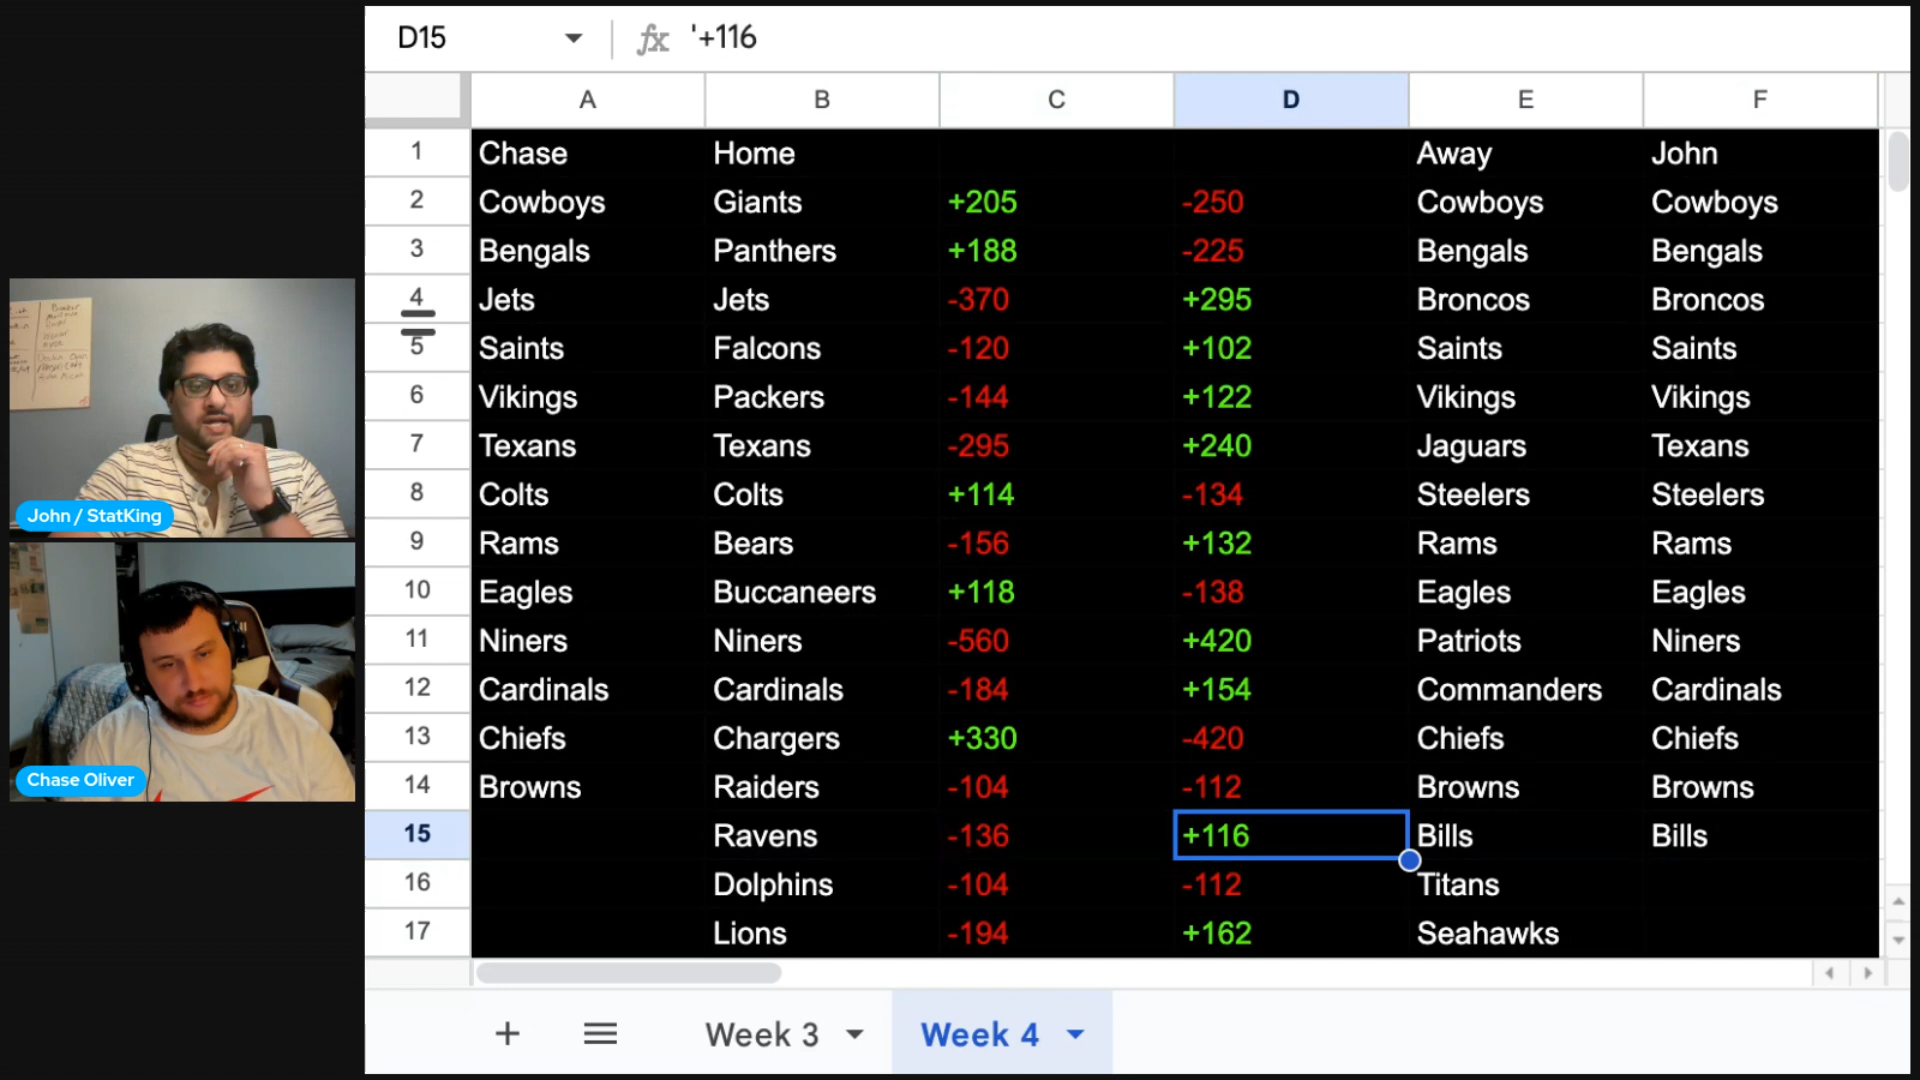 D15 fx '+116
A B C D E F
1 Chase Home Away John
2 Cowboys Giants +205 -250 Cowboys Cowboys
3 Bengals Panthers +188 -225 Bengals Bengals
4 Jets Jets -370 +295 Broncos Broncos
5 Saints Falcons -120 +102 Saints Saints
6 Vikings Packers -144 +122 Vikings Vikings
7 Texans Texans -295 +240 Jaguars Texans
8 Colts Colts +114 -134 Steelers Steelers
9 Rams Bears -156 +132 Rams Rams
10 Eagles Buccaneers +118 -138 Eagles Eagles
11 Niners Niners -560 +420 Patriots Niners
12 Cardinals Cardinals -184 +154 Commanders Cardinals
13 Chiefs Chargers +330 -420 Chiefs Chiefs
14 Browns Raiders -104 -112 Browns Browns
15 Ravens -136 +116 Bills Bills
16 Dolphins -104 -112 Titans
17 Lions -194 +162 Seahawks
+ Week 3 Week 4
John / StatKing
Chase Oliver